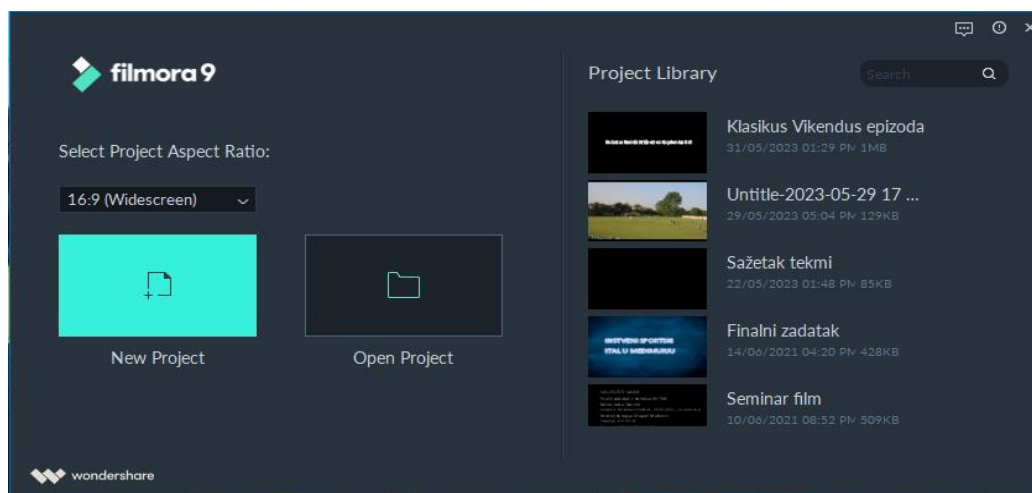 filmora9
Select Project Aspect Ratio:
16:9 (Widescreen)
New Project
Open Project
wondershare
Project Library
Search
Klasikus Vikendus epizoda
31/05/2023 01:29 PM 1MB
Untitle-2023-05-29 17 ...
29/05/2023 05:04 PM 129KB
Sažetak tekmi
22/05/2023 01:48 PM 85KB
Finalni zadatak
14/06/2021 04:20 PM 428KB
Seminar film
10/06/2021 08:52 PM 509KB